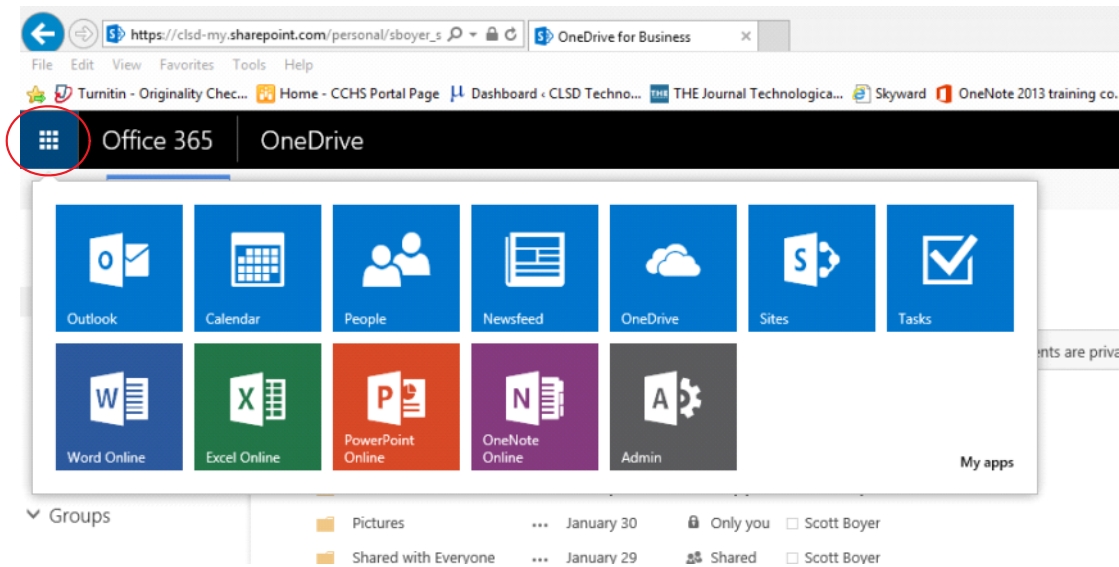 https://clsd-my.sharepoint.com/personal/sboyer_s
OneDrive for Business
File Edit View Favorites Tools Help
Turnitin - Originality Chec... Home - CCHS Portal Page Dashboard ‹ CLSD Techno... THE THE Journal Technologica... Skyward OneNote 2013 training co.
Office 365 OneDrive
Outlook Calendar People Newsfeed OneDrive Sites Tasks
ents are priva
Word Online Excel Online PowerPoint Online OneNote Online Admin
My apps
Groups
Pictures ... January 30 Only you Scott Boyer
Shared with Everyone ... January 29 Shared Scott Boyer